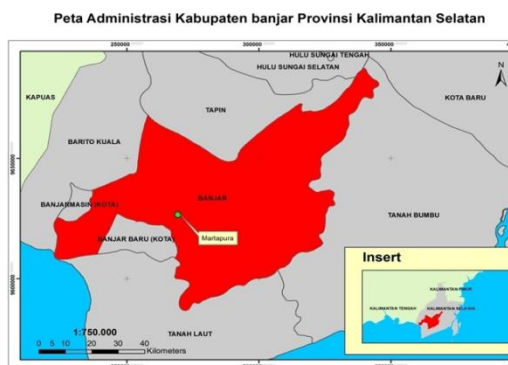 Peta Administrasi Kabupaten banjar Provinsi Kalimantan Selatan
250000
300000
350000
HULU SUNGAI TENGAH
HULU SUNGAI SELATAN
N
KAPUAS
TAPIN
KOTA BARU
BARITO KUALA
9650000
BANJARMASIN (KOTA)
BANJAR
TANAH BUMBU
Martapura
BANJAR BARU (KOTA)
Insert
KALIMANTAN TIMUR
KALIMANTAN TENGAH
KALIMANTAN SELATAN
1:750.000
TANAH LAUT
0 5 10 20 30 40
Kilometers